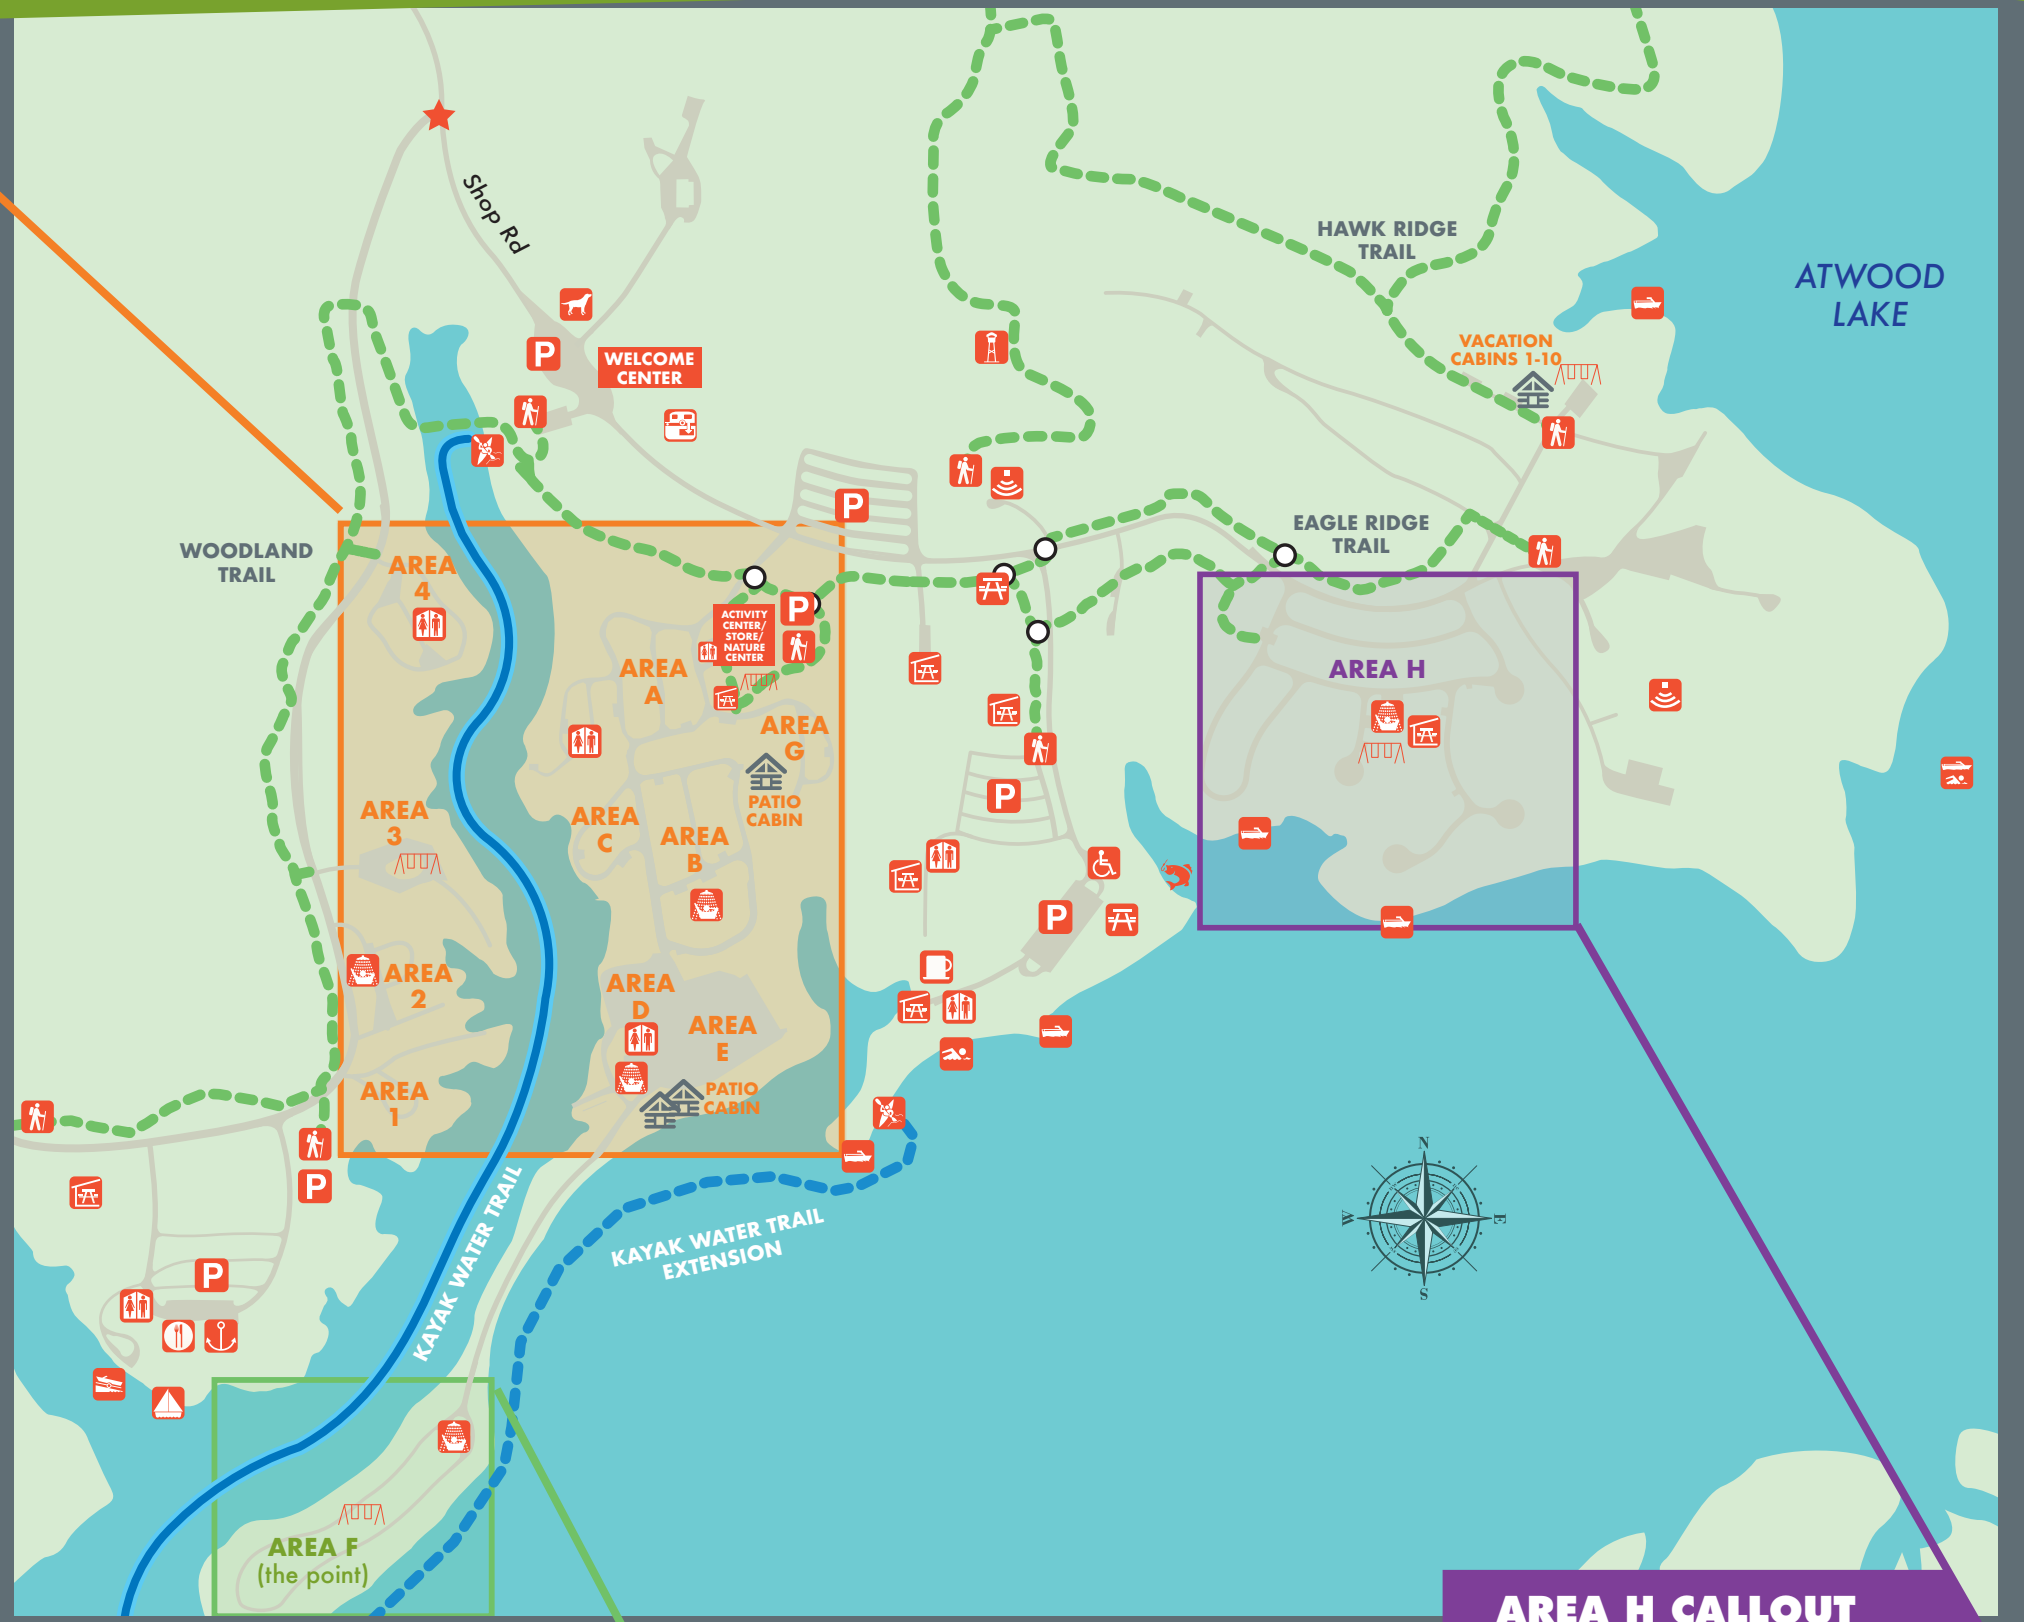 Shop Rd
HAWK RIDGE
TRAIL
ATWOOD
LAKE
P
WELCOME
CENTER
VACATION
CABINS 1-10
P
EAGLE RIDGE
TRAIL
WOODLAND
TRAIL
AREA
4
ACTIVITY
CENTER/
STORE/
NATURE
CENTER
P
AREA
A
AREA H
AREA
G
PATIO
CABIN
P
AREA
3
AREA
C
AREA
B
P
AREA
2
AREA
D
AREA
E
PATIO
CABIN
AREA
1
P
N
W
E
S
KAYAK WATER TRAIL
KAYAK WATER TRAIL
EXTENSION
P
AREA F
(the point)
AREA H CALLOUT